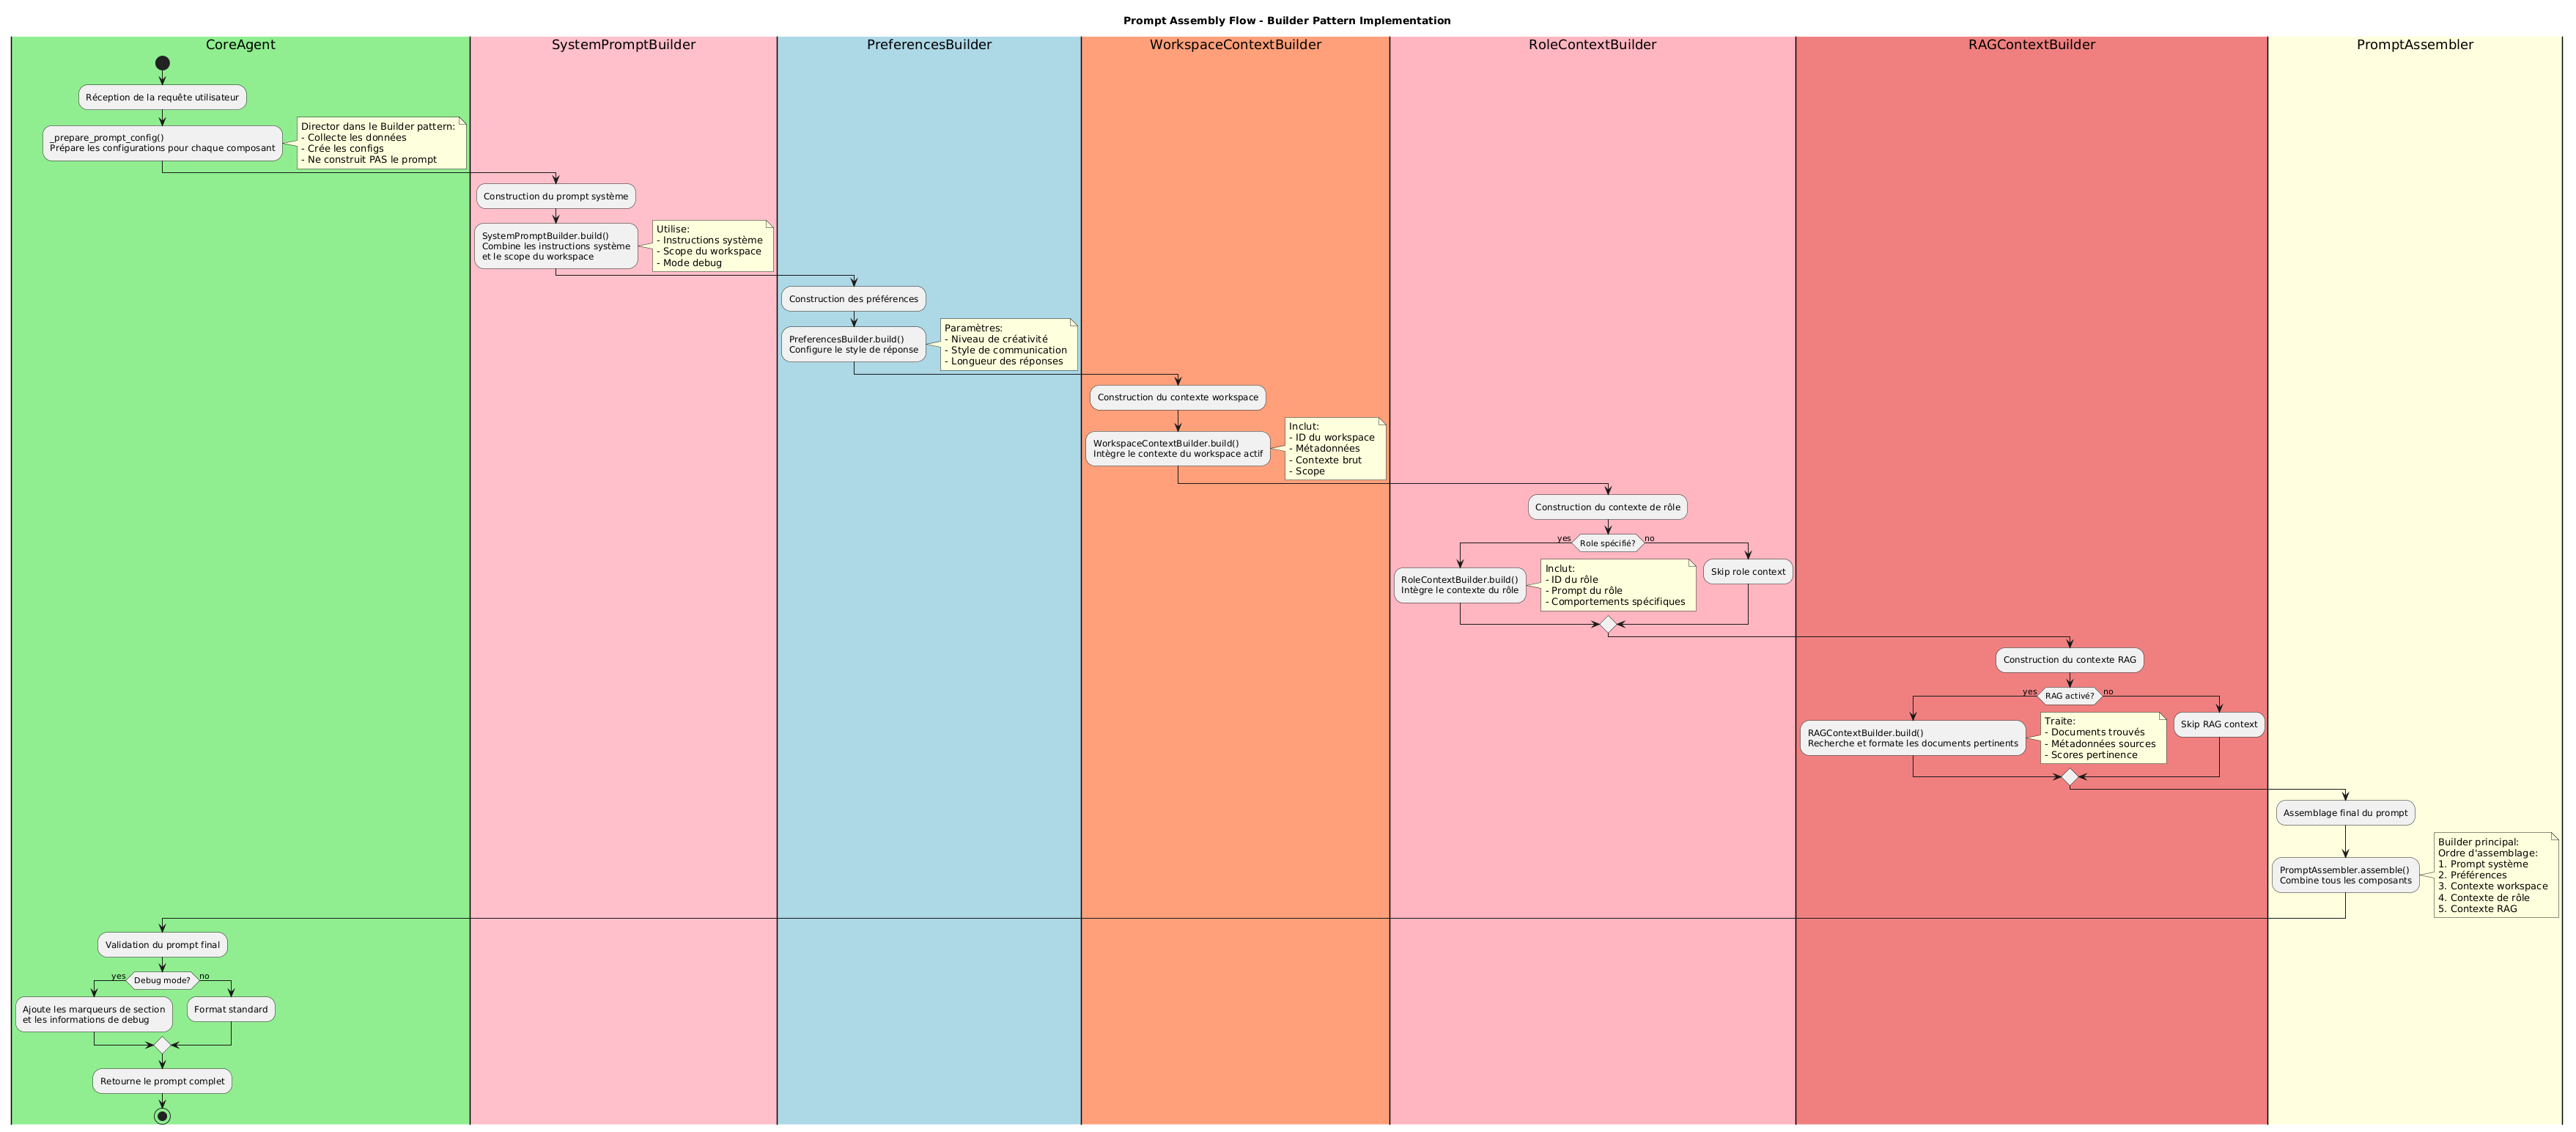 Prompt Assembly Flow - Builder Pattern Implementation
CoreAgent
SystemPromptBuilder
PreferencesBuilder
WorkspaceContextBuilder
RoleContextBuilder
RAGContextBuilder
PromptAssembler
Réception de la requête utilisateur
_prepare_prompt_config()
Prépare les configurations pour chaque composant
Director dans le Builder pattern:
- Collecte les données
- Crée les configs
- Ne construit PAS le prompt
Construction du prompt système
SystemPromptBuilder.build()
Combine les instructions système
et le scope du workspace
Utilise:
- Instructions système
- Scope du workspace
- Mode debug
Construction des préférences
PreferencesBuilder.build()
Configure le style de réponse
Paramètres:
- Niveau de créativité
- Style de communication
- Longueur des réponses
Construction du contexte workspace
WorkspaceContextBuilder.build()
Intègre le contexte du workspace actif
Inclut:
- ID du workspace
- Métadonnées
- Contexte brut
- Scope
Construction du contexte de rôle
yes
Role spécifié?
no
RoleContextBuilder.build()
Intègre le contexte du rôle
Inclut:
- ID du rôle
- Prompt du rôle
- Comportements spécifiques
Skip role context
Construction du contexte RAG
yes
RAG activé?
no
RAGContextBuilder.build()
Recherche et formate les documents pertinents
Traite:
- Documents trouvés
- Métadonnées sources
- Scores pertinence
Skip RAG context
Assemblage final du prompt
PromptAssembler.assemble()
Combine tous les composants
Builder principal:
Ordre d'assemblage:
1. Prompt système
2. Préférences
3. Contexte workspace
4. Contexte de rôle
5. Contexte RAG
Validation du prompt final
yes
Debug mode?
no
Ajoute les marqueurs de section
et les informations de debug
Format standard
Retourne le prompt complet